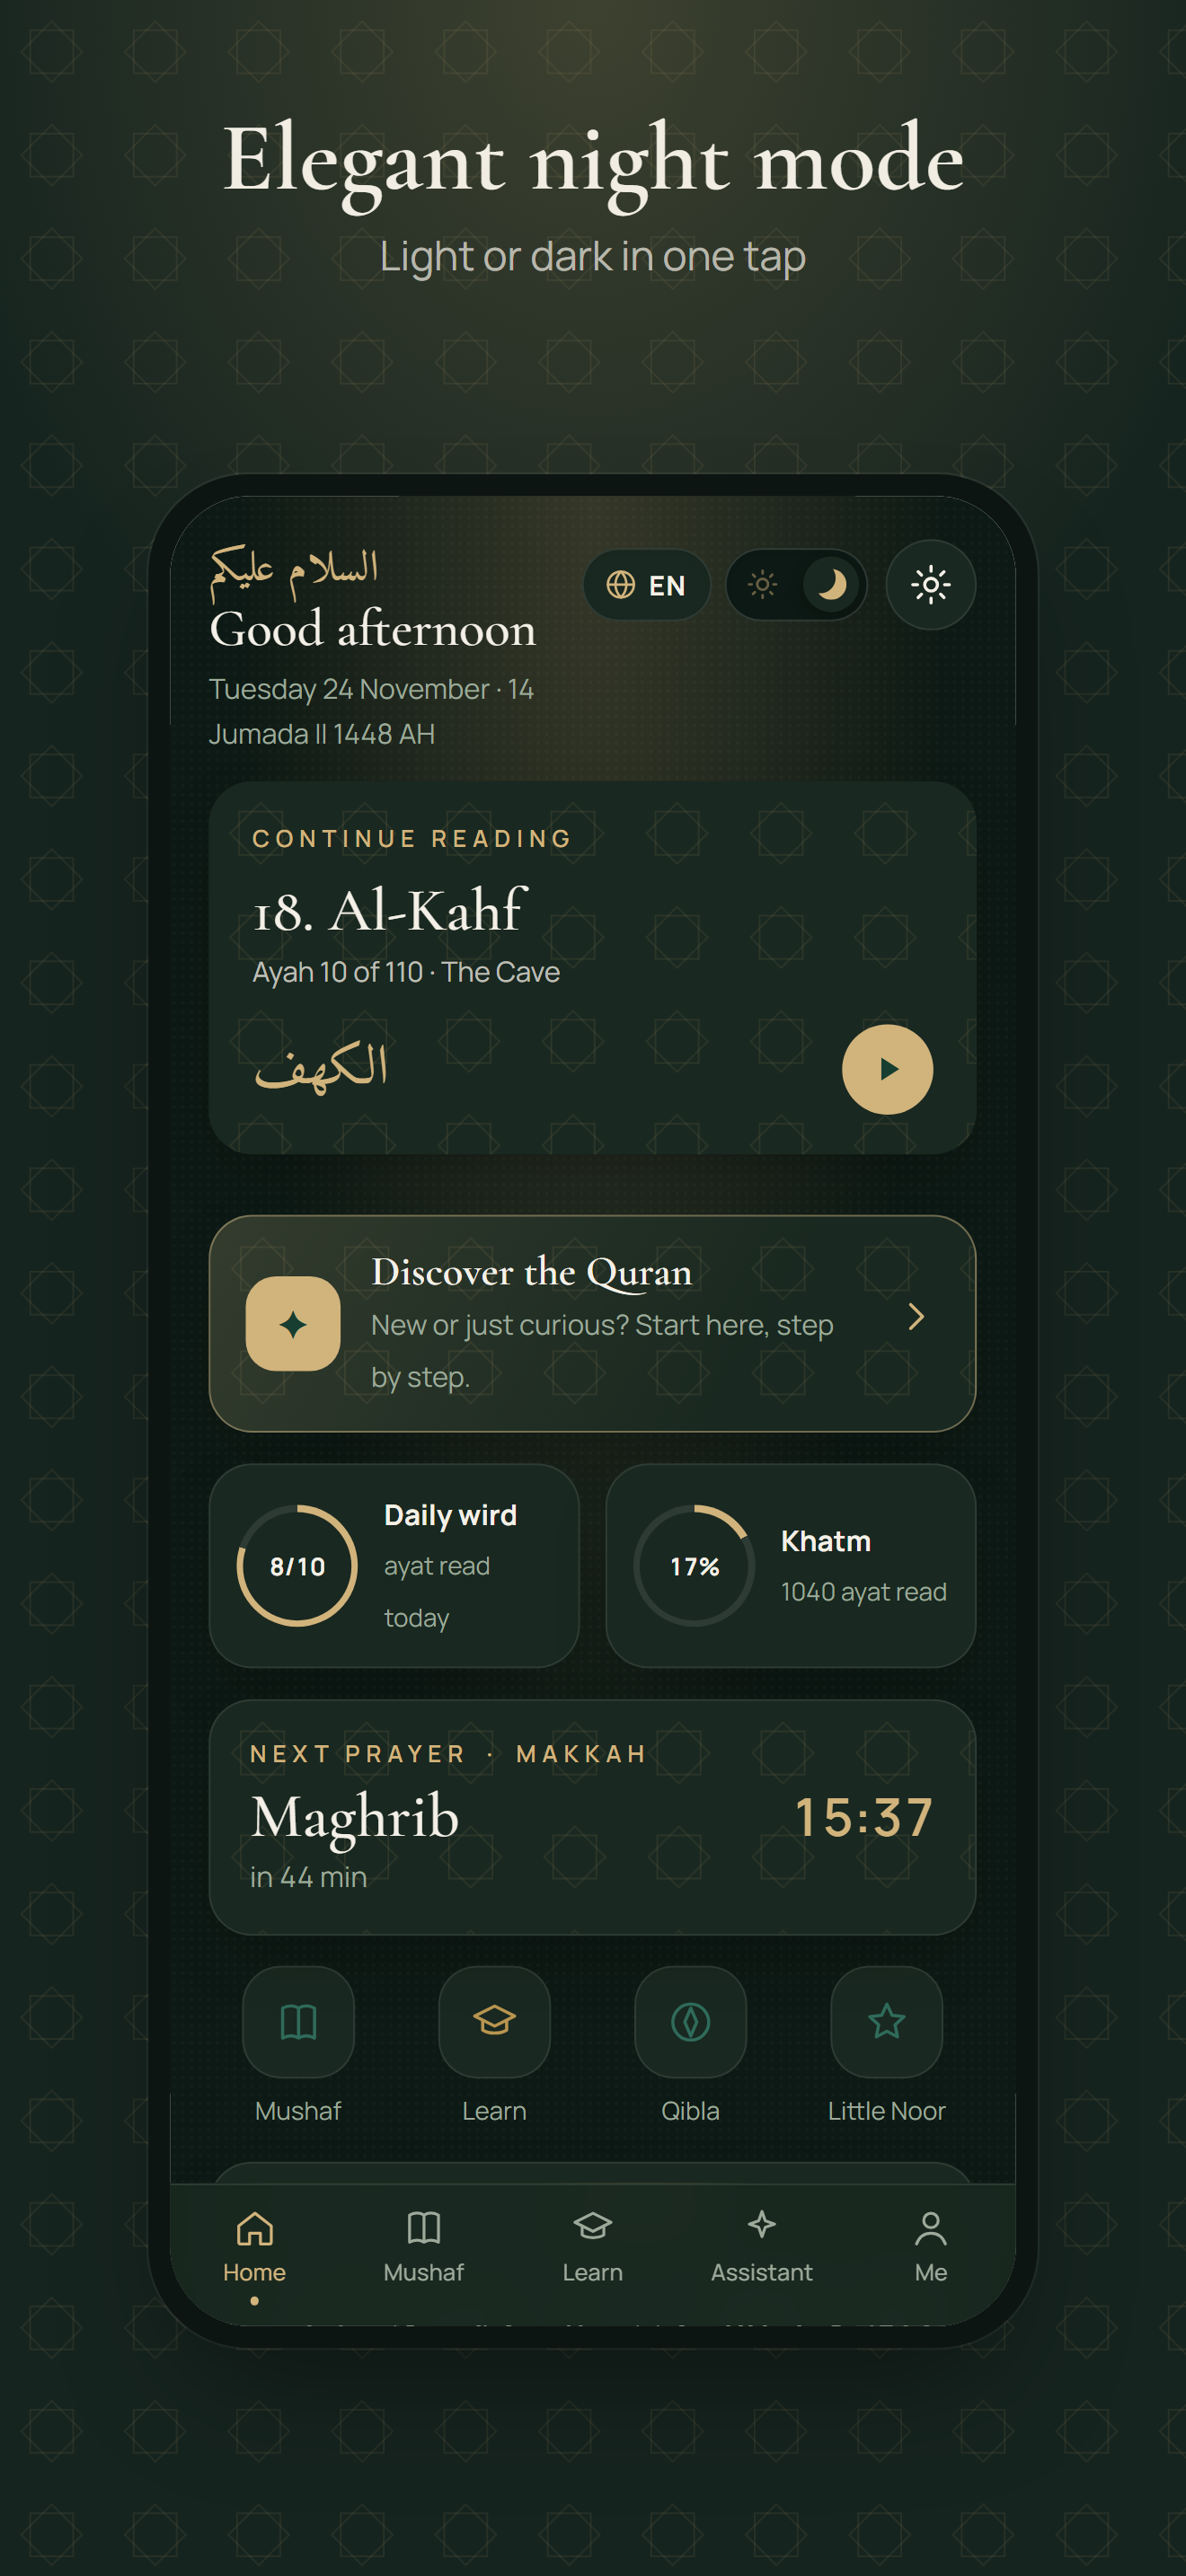 Elegant night mode
Light or dark in one tap
السلام عليكم
EN
Good afternoon
Tuesday 24 November · 14
Jumada II 1448 AH
CONTINUE READING
18. Al-Kahf
Ayah 10 of 110 · The Cave
الكهف
Discover the Quran
New or just curious? Start here, step
by step.
8/10
Daily wird
ayat read
today
17%
Khatm
1040 ayat read
NEXT PRAYER · MAKKAH
Maghrib
15:37
in 44 min
Mushaf
Learn
Qibla
Little Noor
Home
Mushaf
Learn
Assistant
Me